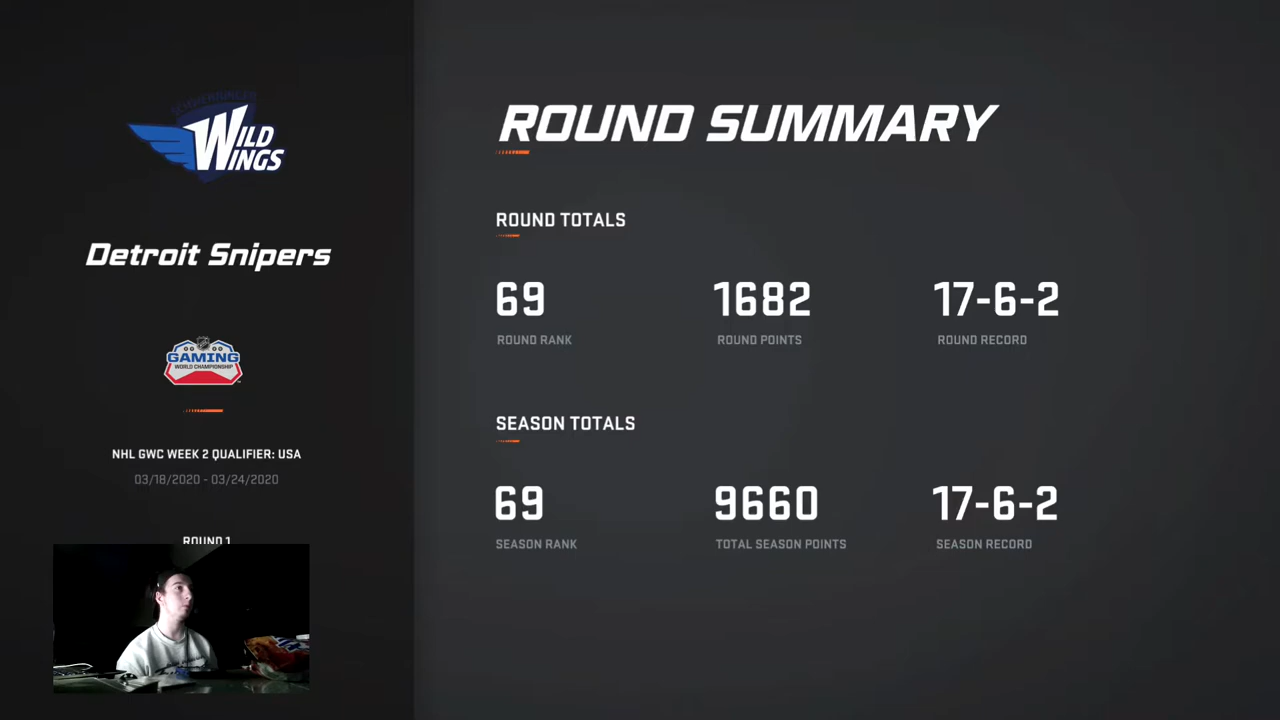 SCHWENNINGER
WILD
WINGS
Detroit Snipers
GAMING
WORLD CHAMPIONSHIP
NHL GWC WEEK 2 QUALIFIER: USA
03/18/2020 - 03/24/2020
ROUND 1
ROUND SUMMARY
ROUND TOTALS
69 1682 17-6-2
ROUND RANK ROUND POINTS ROUND RECORD
SEASON TOTALS
69 9660 17-6-2
SEASON RANK TOTAL SEASON POINTS SEASON RECORD